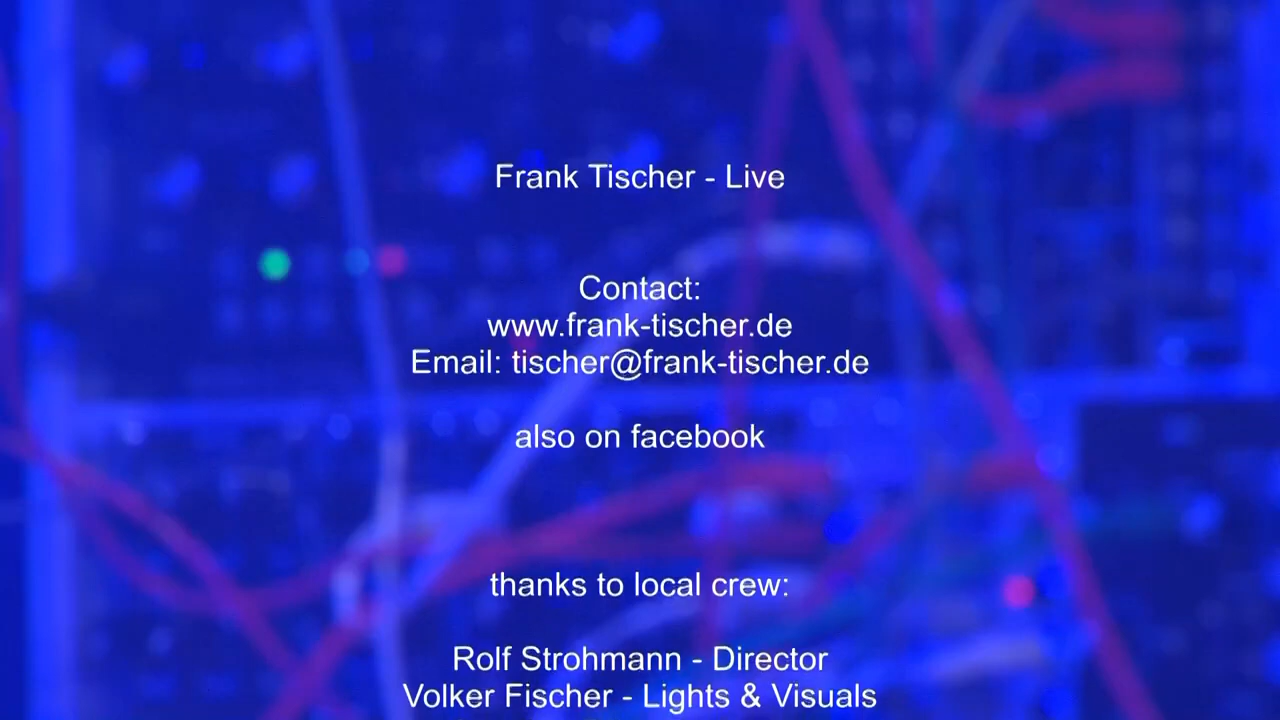 Frank Tischer - Live
Contact:
www.frank-tischer.de
Email: tischer@frank-tischer.de
also on facebook
thanks to local crew:
Rolf Strohmann - Director
Volker Fischer - Lights & Visuals